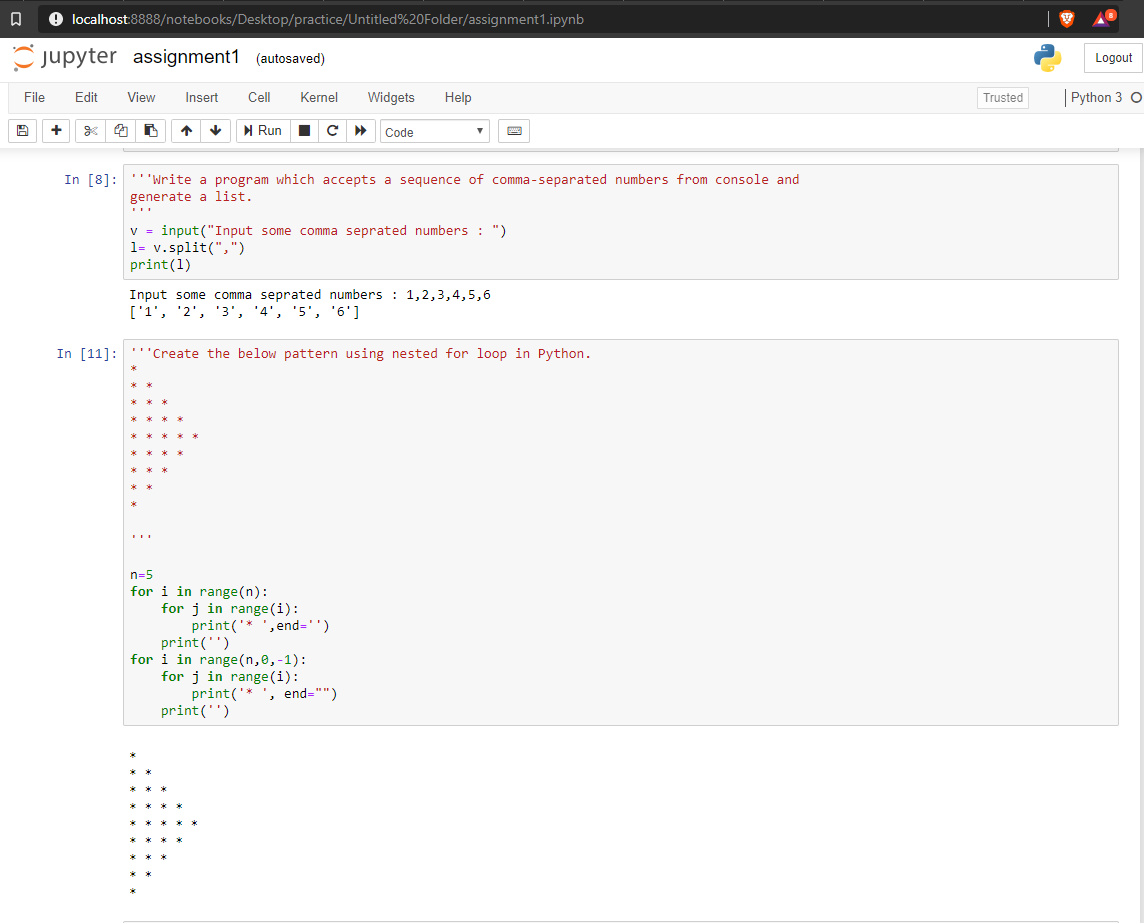 localhost:8888/notebooks/Desktop/practice/Untitled%20Folder/assignment1.ipynb
8
jupyter assignment1 (autosaved)
Logout
File Edit View Insert Cell Kernel Widgets Help Trusted Python 3
Run Code
In [8]: '''Write a program which accepts a sequence of comma-separated numbers from console and
generate a list.
'''
v = input("Input some comma seprated numbers : ")
l= v.split(",")
print(l)
Input some comma seprated numbers : 1,2,3,4,5,6
['1', '2', '3', '4', '5', '6']
In [11]: '''Create the below pattern using nested for loop in Python.
*
* *
* * *
* * * *
* * * * *
* * * *
* * *
* *
*
'''
n=5
for i in range(n):
    for j in range(i):
        print('* ',end='')
    print('')
for i in range(n,0,-1):
    for j in range(i):
        print('* ', end="")
    print('')
*
* *
* * *
* * * *
* * * * *
* * * *
* * *
* *
*